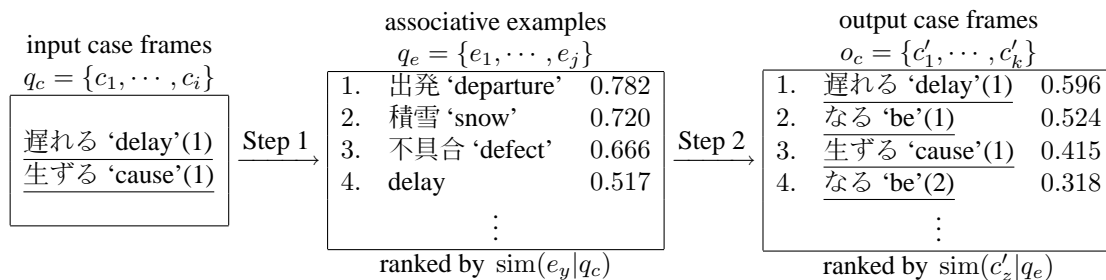 input case frames
q_c = {c_1, ···, c_i}
遅れる ‘delay’(1)
生ずる ‘cause’(1)
Step 1
associative examples
q_e = {e_1, ···, e_j}
1. 出発 ‘departure’ 0.782
2. 積雪 ‘snow’ 0.720
3. 不具合 ‘defect’ 0.666
4. delay 0.517
⋮
ranked by sim(e_y|q_c)
Step 2
output case frames
o_c = {c′_1, ···, c′_k}
1. 遅れる ‘delay’(1) 0.596
2. なる ‘be’(1) 0.524
3. 生ずる ‘cause’(1) 0.415
4. なる ‘be’(2) 0.318
⋮
ranked by sim(c′_z|q_e)